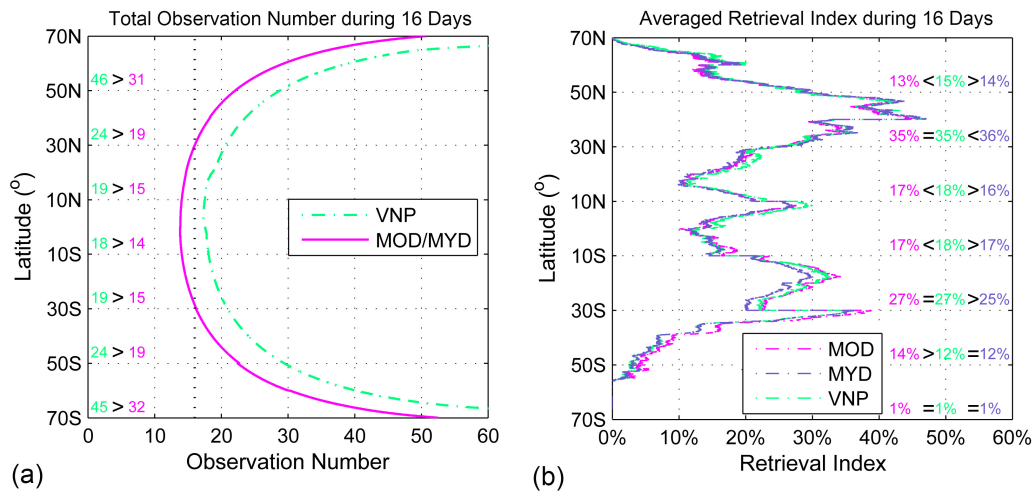 Total Observation Number during 16 Days
70N
50N
30N
10N
10S
30S
50S
70S
Latitude (°)
46 > 31
24 > 19
19 > 15
18 > 14
19 > 15
24 > 19
45 > 32
VNP
MOD/MYD
0 10 20 30 40 50 60
Observation Number
(a)
Averaged Retrieval Index during 16 Days
70N
50N
30N
10N
10S
30S
50S
70S
Latitude (°)
13% <15%>14%
35% =35% <36%
17% <18%>16%
17% <18%>17%
27% =27%>25%
14% >12% =12%
1% =1% =1%
MOD
MYD
VNP
0% 10% 20% 30% 40% 50% 60%
Retrieval Index
(b)